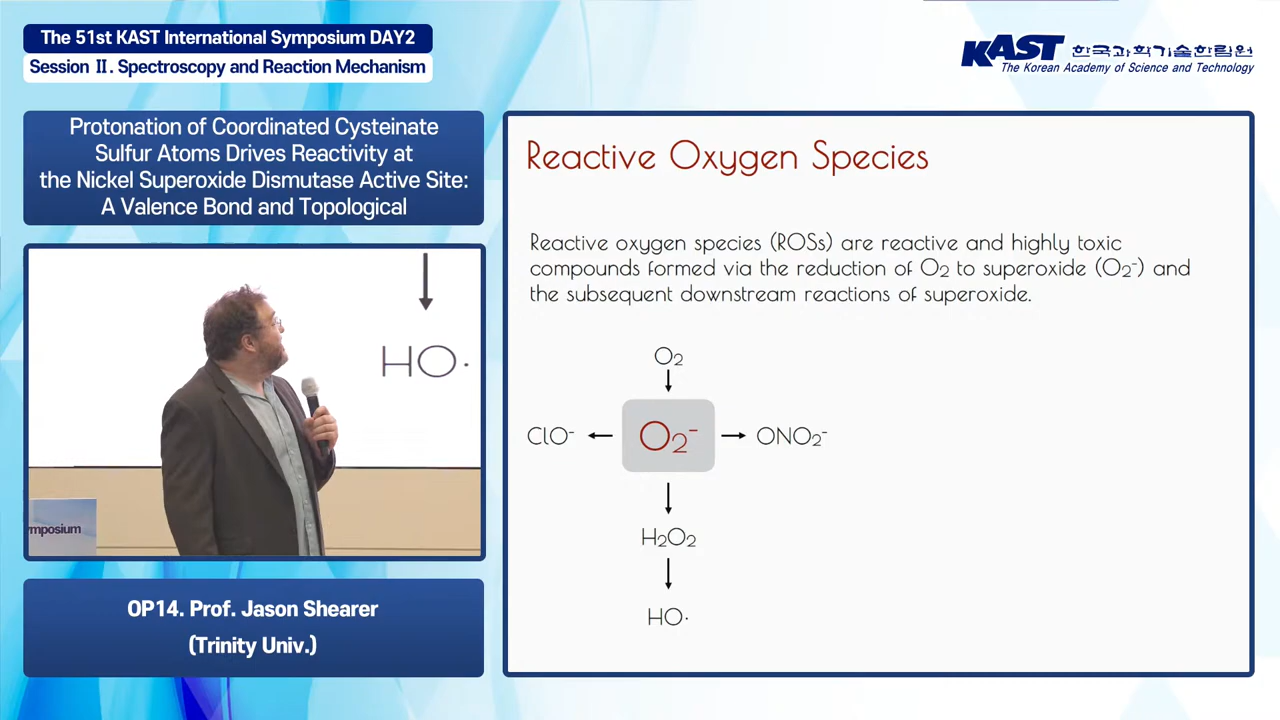 The 51st KAST International Symposium DAY2
Session Ⅱ. Spectroscopy and Reaction Mechanism
KAST 한국과학기술한림원
The Korean Academy of Science and Technology
Protonation of Coordinated Cysteinate
Sulfur Atoms Drives Reactivity at
the Nickel Superoxide Dismutase Active Site:
A Valence Bond and Topological
HO·
ymposium
OP14. Prof. Jason Shearer
(Trinity Univ.)
Reactive Oxygen Species
Reactive oxygen species (ROSs) are reactive and highly toxic
compounds formed via the reduction of O₂ to superoxide (O₂⁻) and
the subsequent downstream reactions of superoxide.
O₂
ClO⁻ ← O₂⁻ → ONO₂⁻
H₂O₂
HO·